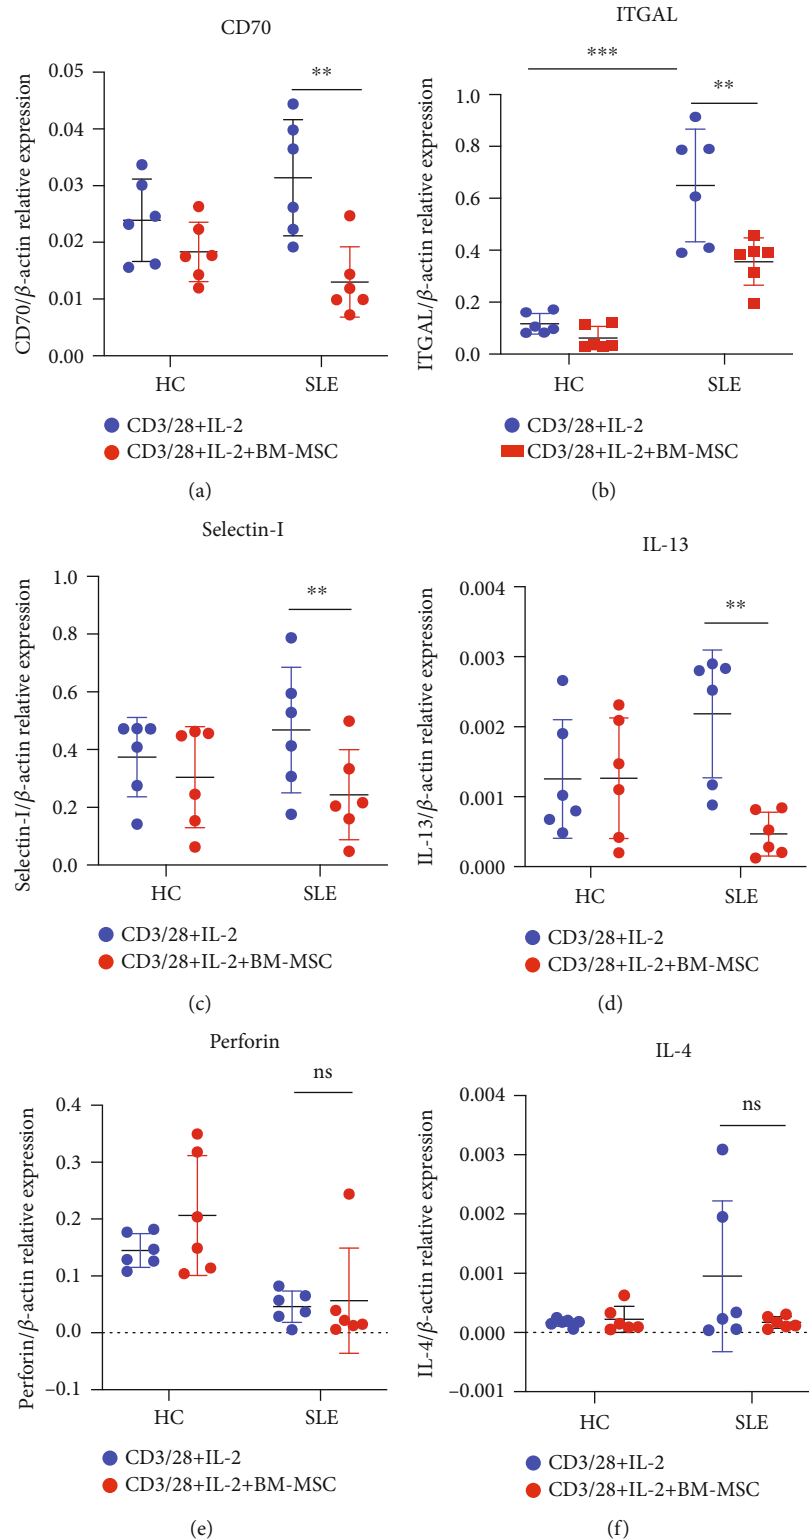 CD70
**
0.05
0.04
0.03
0.02
0.01
0.00
CD70/β-actin relative expression
HC
SLE
CD3/28+IL-2
CD3/28+IL-2+BM-MSC
(a)
ITGAL
***
**
1.0
0.8
0.6
0.4
0.2
0.0
ITGAL/β-actin relative expression
HC
SLE
CD3/28+IL-2
CD3/28+IL-2+BM-MSC
(b)
Selectin-I
**
1.0
0.8
0.6
0.4
0.2
0.0
Selectin-I/β-actin relative expression
HC
SLE
CD3/28+IL-2
CD3/28+IL-2+BM-MSC
(c)
IL-13
**
0.004
0.003
0.002
0.001
0.000
IL-13/β-actin relative expression
HC
SLE
CD3/28+IL-2
CD3/28+IL-2+BM-MSC
(d)
Perforin
ns
0.4
0.3
0.2
0.1
0.0
–0.1
Perforin/β-actin relative expression
HC
SLE
CD3/28+IL-2
CD3/28+IL-2+BM-MSC
(e)
IL-4
ns
0.004
0.003
0.002
0.001
0.000
–0.001
IL-4/β-actin relative expression
HC
SLE
CD3/28+IL-2
CD3/28+IL-2+BM-MSC
(f)